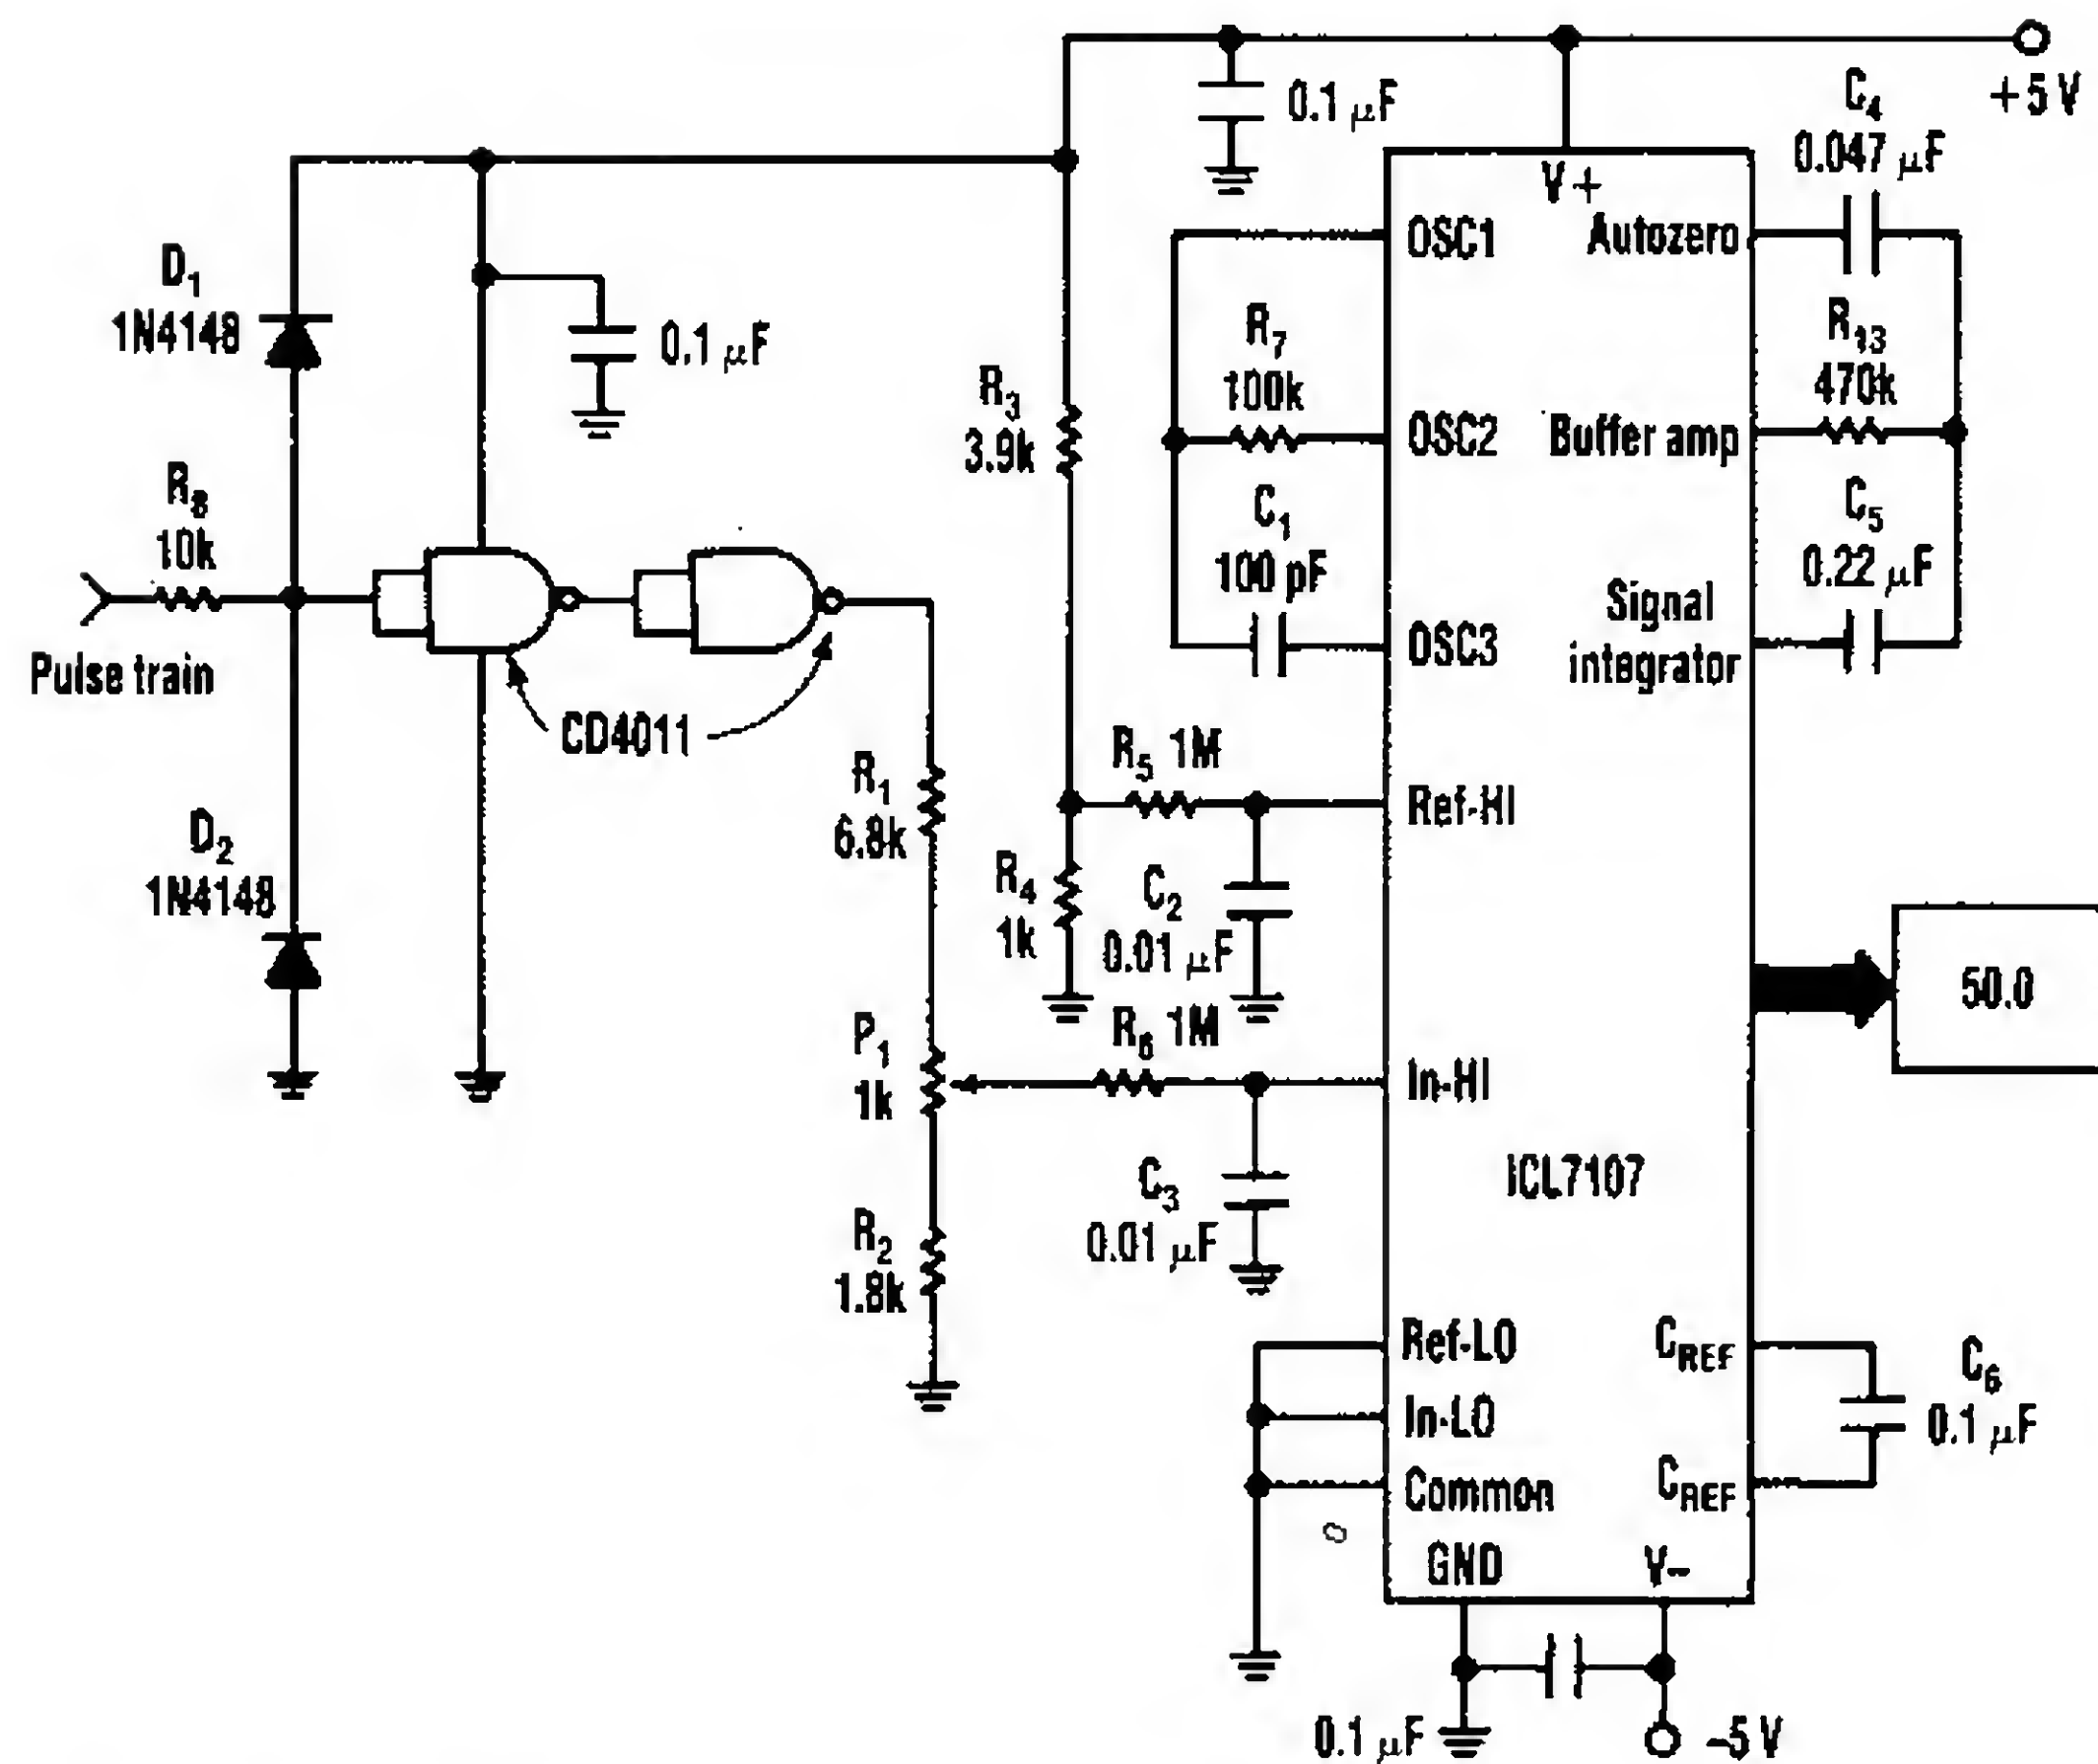 +5 V
0.1 μF
C4
0.047 μF
V+
OSC1
Autozero
D1
1N4148
0.1 μF
R7
100k
R13
470k
R3
3.9k
OSC2
Buffer amp
R8
10k
C1
100 pF
C5
0.22 μF
Signal
integrator
OSC3
Pulse train
CD4011
R5 1M
R1
6.8k
Ref-HI
D2
1N4148
R4
1k
C2
0.01 μF
50.0
P1
1k
R6 1M
In-HI
ICL7107
C3
0.01 μF
R2
1.8k
Ref-LO
CREF
C6
0.1 μF
In-LO
Common
CREF
GND
V-
0.1 μF
-5 V